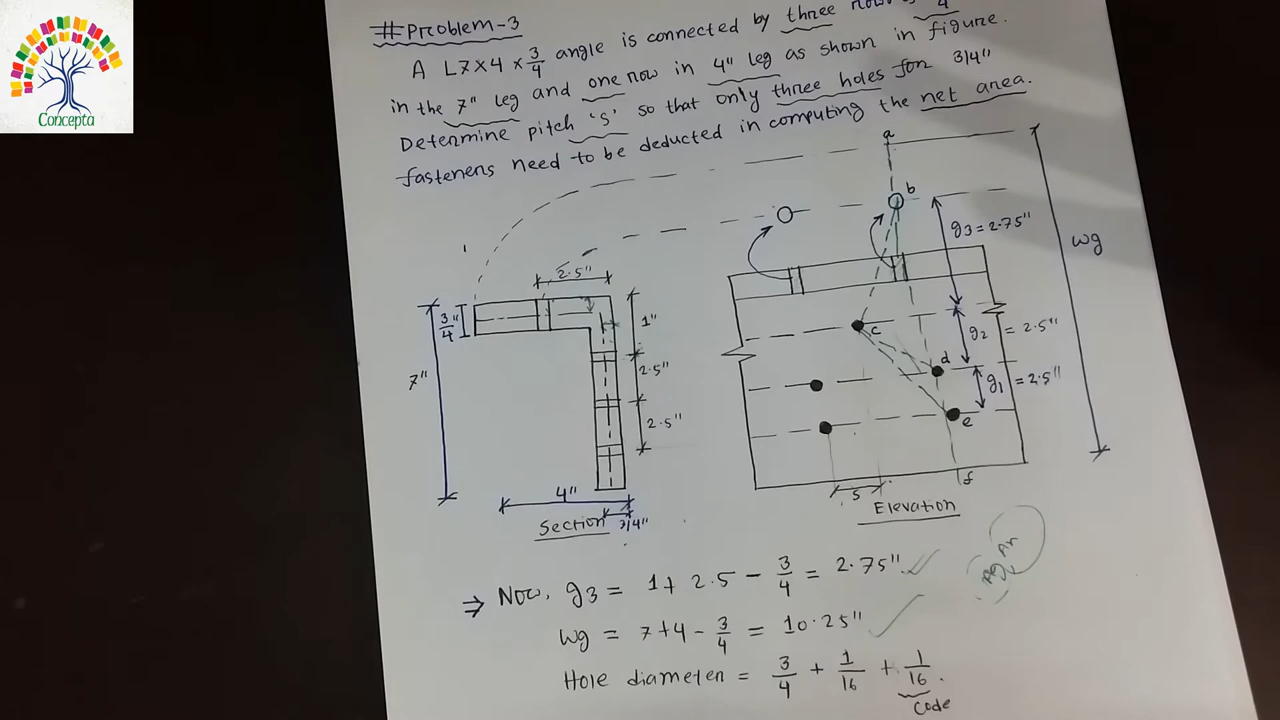 Concepta
#Problem-3
A L7×4×3/4 angle is connected by three rows
in the 7" leg and one row in 4" leg as shown in figure.
Determine pitch 's' so that only three holes for 3/4"
fasteners need to be deducted in computing the net area.
a
b
g3 = 2.75"
wg
2.5"
3/4"
1"
7"
2.5"
2.5"
c
g2 = 2.5"
d
g1 = 2.5"
e
4"
3/4"
s
f
Section
Elevation
⇒ Now, g3 = 1 + 2.5 - 3/4 = 2.75"
wg = 7+4 - 3/4 = 10.25"
Hole diameter = 3/4 + 1/16 + 1/16.
Code
Ag An